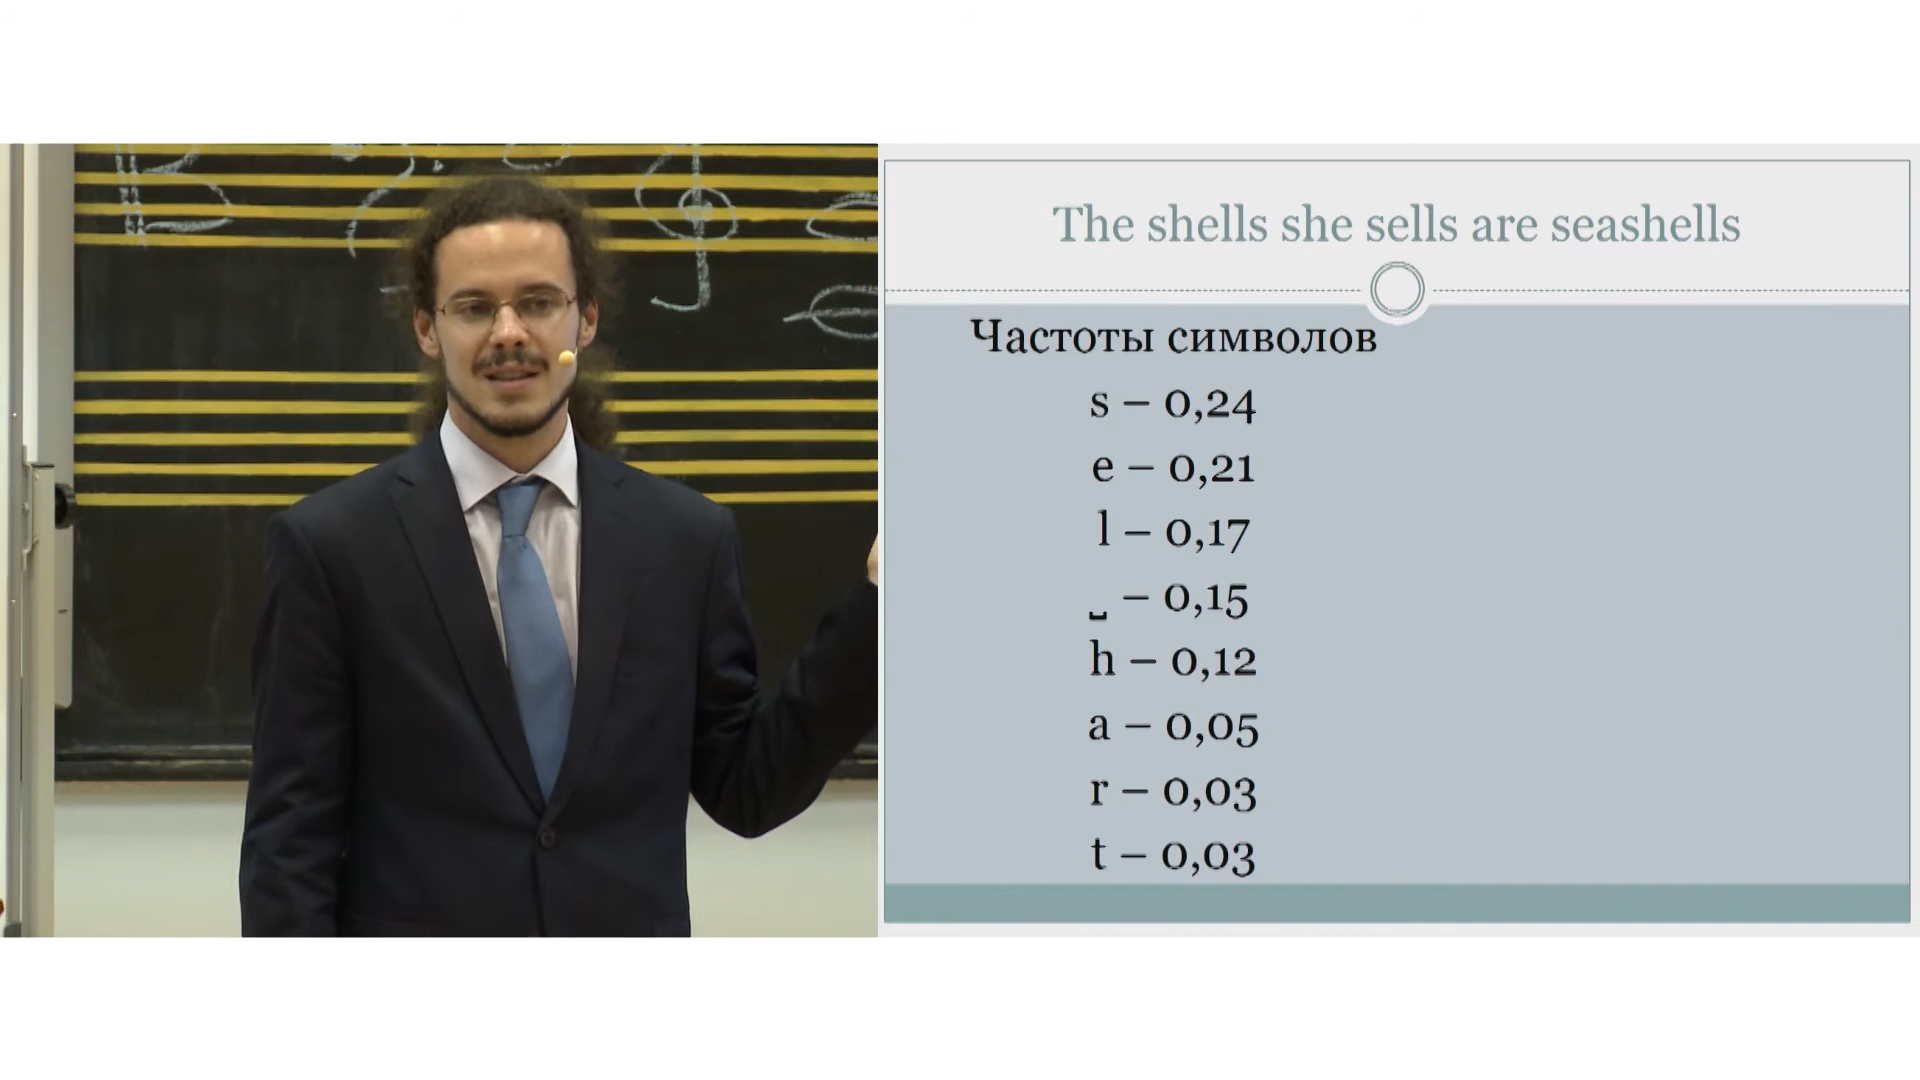 The shells she sells are seashells
Частоты символов
s – 0,24
e – 0,21
l – 0,17
␣ – 0,15
h – 0,12
a – 0,05
r – 0,03
t – 0,03